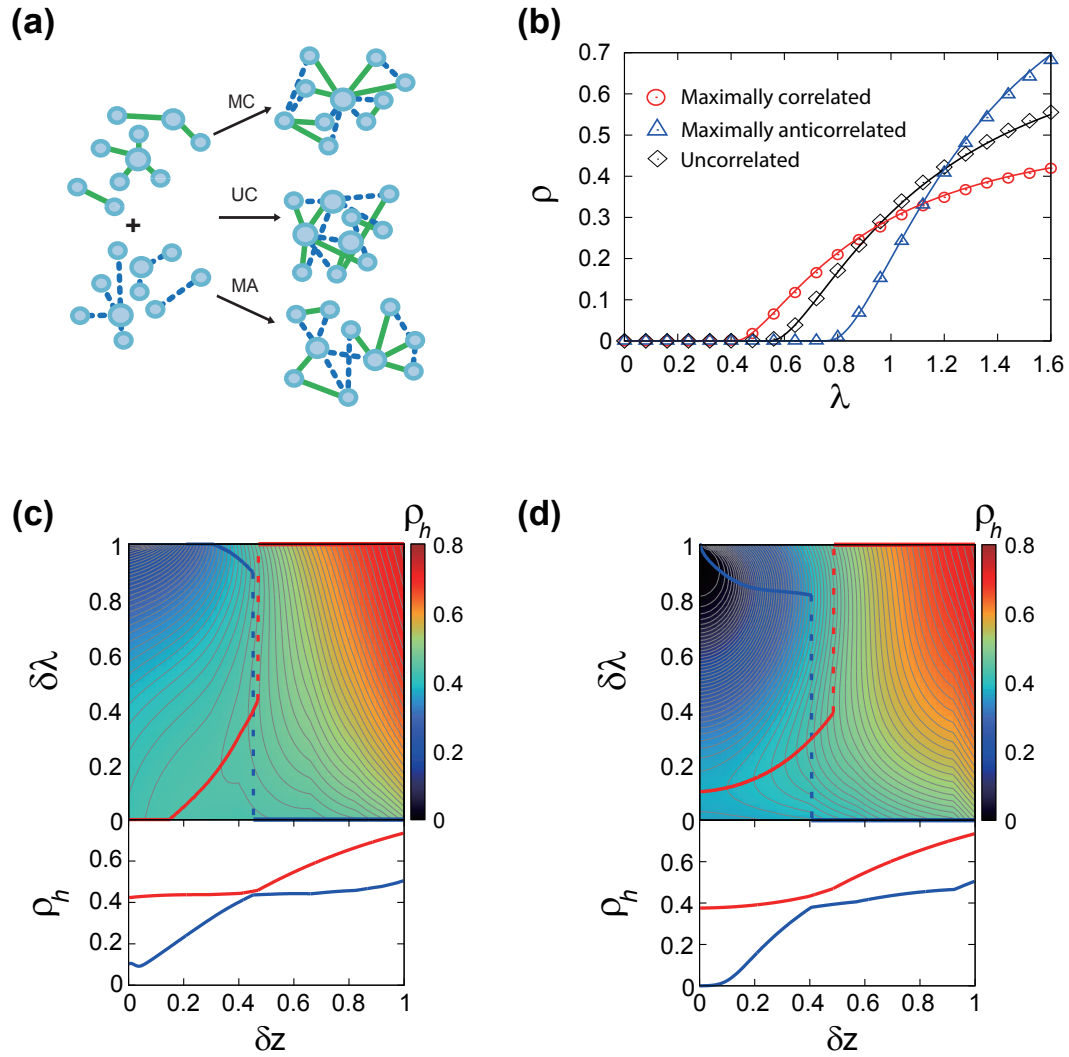 (a)
MC
UC
MA
+
(b)
ρ
0.7
0.6
0.5
0.4
0.3
0.2
0.1
0
Maximally correlated
Maximally anticorrelated
Uncorrelated
0 0.2 0.4 0.6 0.8 1.0 1.2 1.4 1.6
λ
(c)
ρh
δλ
1
0.8
0.6
0.4
0.2
0
0.8
0.6
0.4
0.2
0
ρh
0.6
0.4
0.2
0
0 0.2 0.4 0.6 0.8 1
δz
(d)
ρh
δλ
1
0.8
0.6
0.4
0.2
0
0.8
0.6
0.4
0.2
0
ρh
0.6
0.4
0.2
0
0 0.2 0.4 0.6 0.8 1
δz